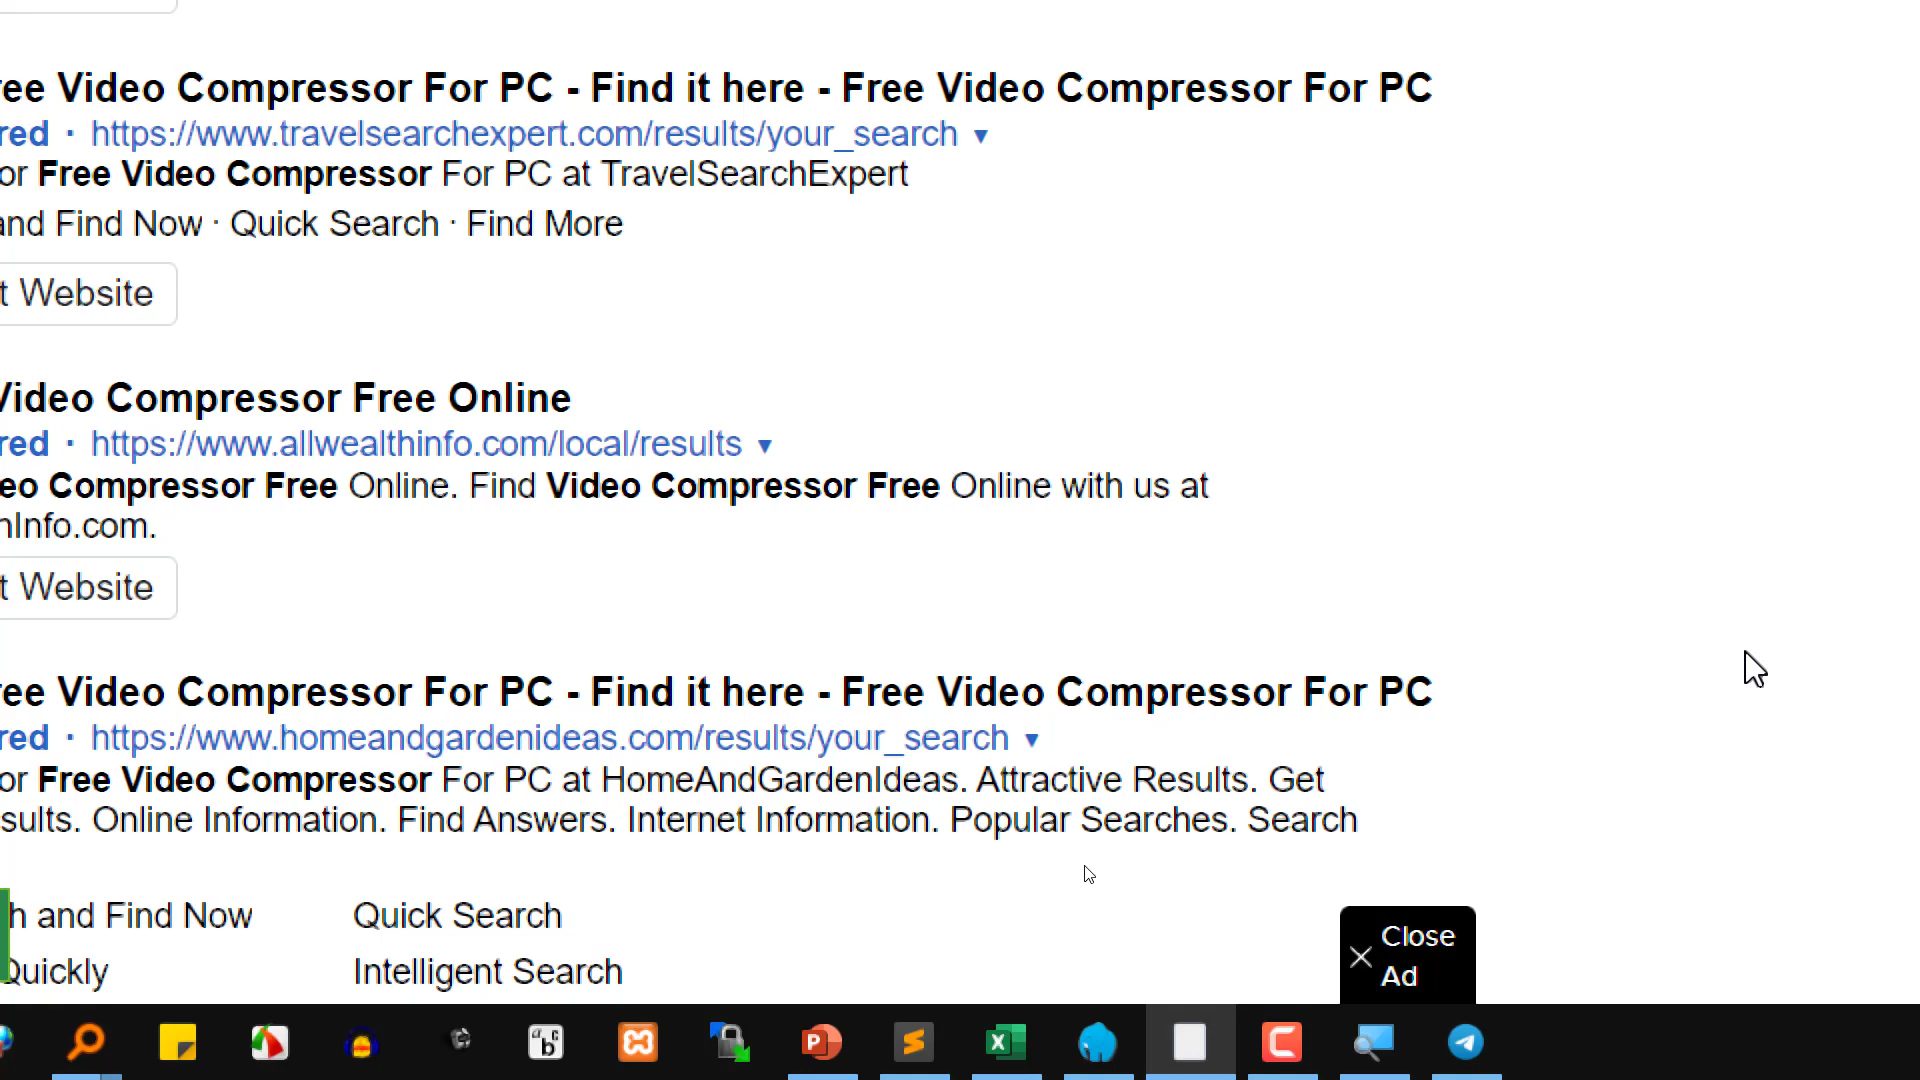 ree Video Compressor For PC - Find it here - Free Video Compressor For PC
red · https://www.travelsearchexpert.com/results/your_search ▼
or Free Video Compressor For PC at TravelSearchExpert
and Find Now · Quick Search · Find More
t Website
Video Compressor Free Online
red · https://www.allwealthinfo.com/local/results ▼
eo Compressor Free Online. Find Video Compressor Free Online with us at
hInfo.com.
t Website
ree Video Compressor For PC - Find it here - Free Video Compressor For PC
red · https://www.homeandgardenideas.com/results/your_search ▼
or Free Video Compressor For PC at HomeAndGardenIdeas. Attractive Results. Get
sults. Online Information. Find Answers. Internet Information. Popular Searches. Search
h and Find Now Quick Search
Quickly Intelligent Search
Close
Ad